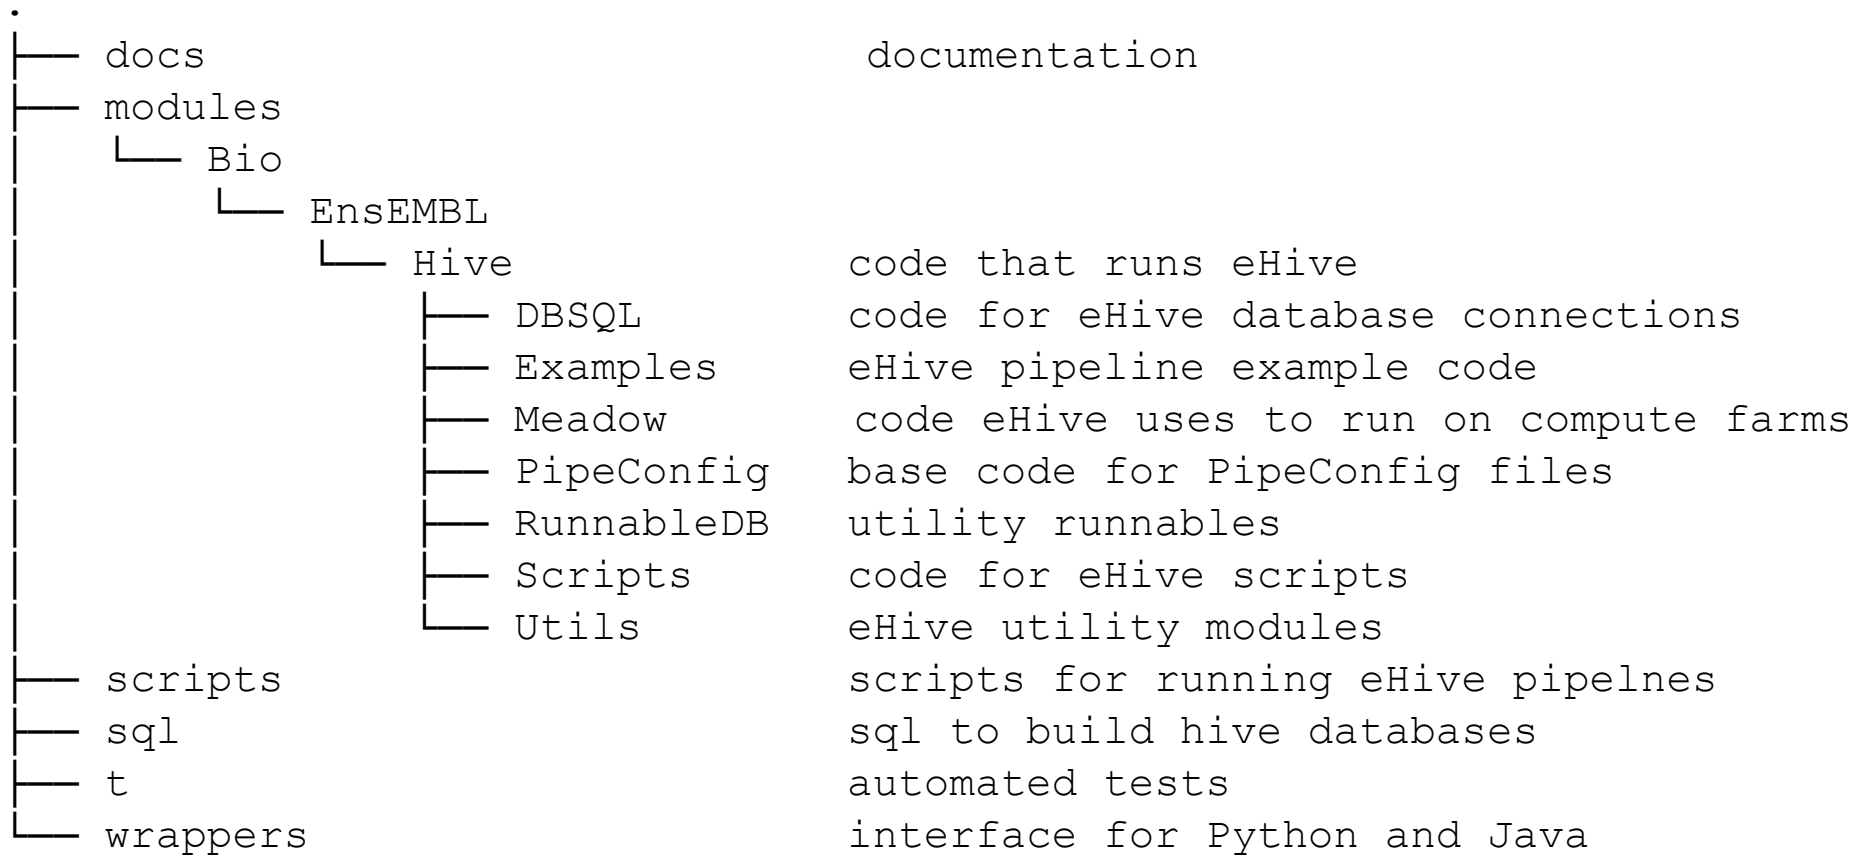 .
├── docs                          documentation
├── modules
│   └── Bio
│       └── EnsEMBL
│           └── Hive             code that runs eHive
│               ├── DBSQL        code for eHive database connections
│               ├── Examples     eHive pipeline example code
│               ├── Meadow       code eHive uses to run on compute farms
│               ├── PipeConfig   base code for PipeConfig files
│               ├── RunnableDB   utility runnables
│               ├── Scripts      code for eHive scripts
│               └── Utils        eHive utility modules
├── scripts                      scripts for running eHive pipelnes
├── sql                          sql to build hive databases
├── t                            automated tests
└── wrappers                     interface for Python and Java